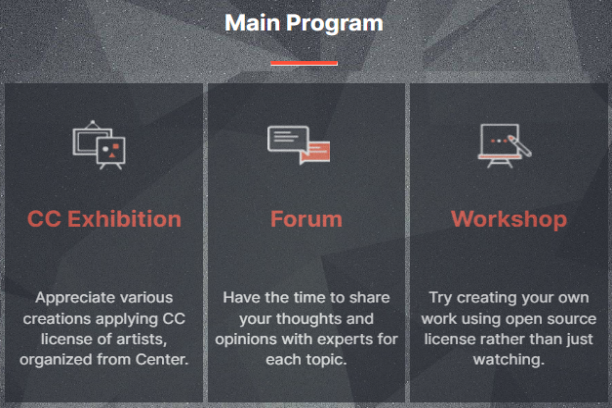 Main Program
CC Exhibition
Appreciate various
creations applying CC
license of artists,
organized from Center.
Forum
Have the time to share
your thoughts and
opinions with experts for
each topic.
Workshop
Try creating your own
work using open source
license rather than just
watching.